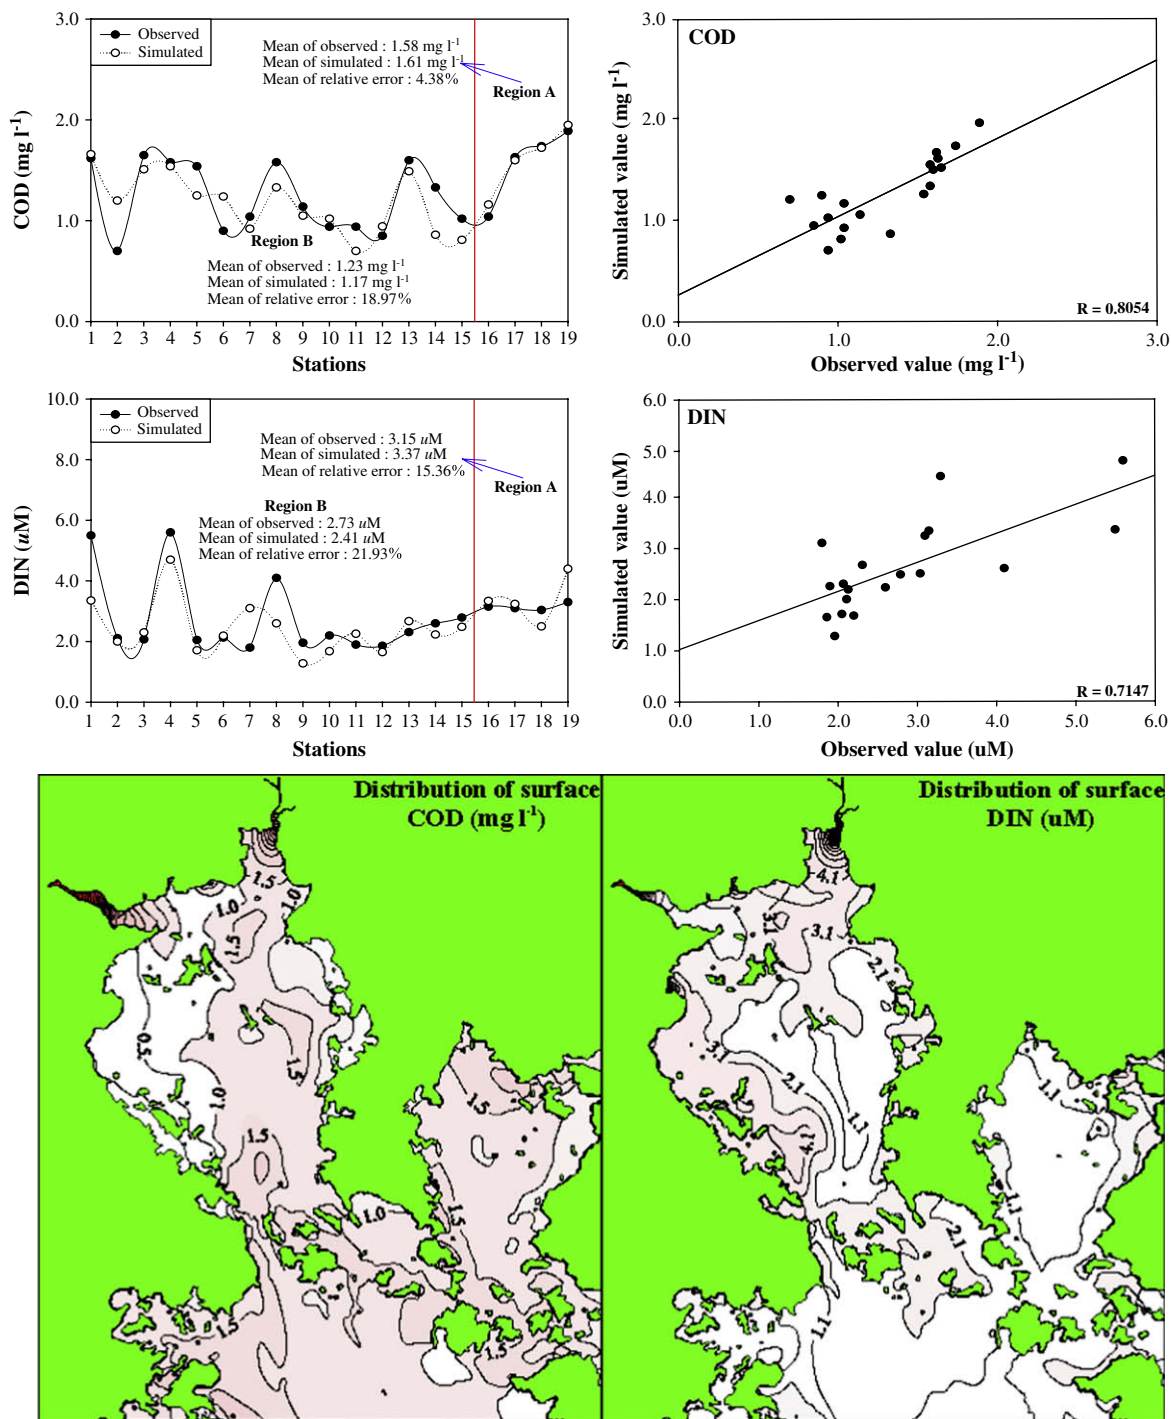 3.0
2.0
1.0
0.0
COD (mg l-1)
Observed
Simulated
Mean of observed : 1.58 mg l-1
Mean of simulated : 1.61 mg l-1
Mean of relative error : 4.38%
Region A
Region B
Mean of observed : 1.23 mg l-1
Mean of simulated : 1.17 mg l-1
Mean of relative error : 18.97%
1 2 3 4 5 6 7 8 9 10 11 12 13 14 15 16 17 18 19
Stations
COD
3.0
2.0
1.0
0.0
Simulated value (mg l-1)
R = 0.8054
0.0 1.0 2.0 3.0
Observed value (mg l-1)
10.0
8.0
6.0
4.0
2.0
0.0
DIN (uM)
Observed
Simulated
Mean of observed : 3.15 uM
Mean of simulated : 3.37 uM
Mean of relative error : 15.36%
Region A
Region B
Mean of observed : 2.73 uM
Mean of simulated : 2.41 uM
Mean of relative error : 21.93%
1 2 3 4 5 6 7 8 9 10 11 12 13 14 15 16 17 18 19
Stations
DIN
6.0
5.0
4.0
3.0
2.0
1.0
0.0
Simulated value (uM)
R = 0.7147
0.0 1.0 2.0 3.0 4.0 5.0 6.0
Observed value (uM)
Distribution of surface
COD (mg l-1)
1.5
1.0
1.0
1.5
0.5
1.5
1.0
1.5
1.5
1.0
1.5
1.5
1.5
Distribution of surface
DIN (uM)
4.1
3.1
3.1
2.1
3.1
2.1
1.1
1.1
4.1
1.1
2.1
1.1
1.1